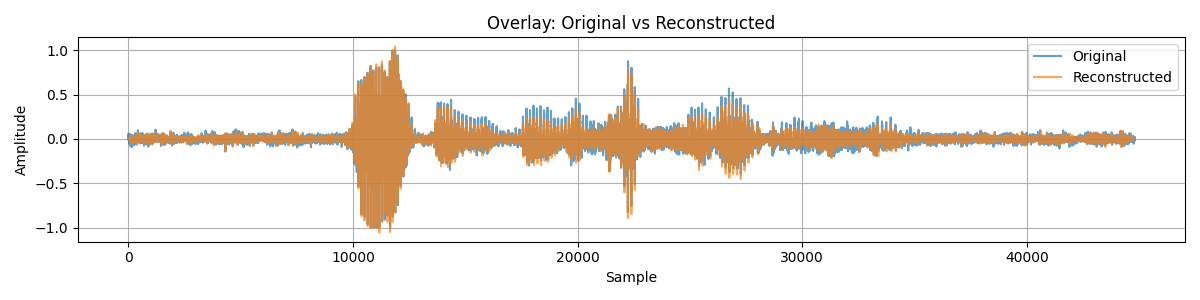 Overlay: Original vs Reconstructed
Original
Reconstructed
1.0
0.5
0.0
−0.5
−1.0
Amplitude
0
10000
20000
30000
40000
Sample